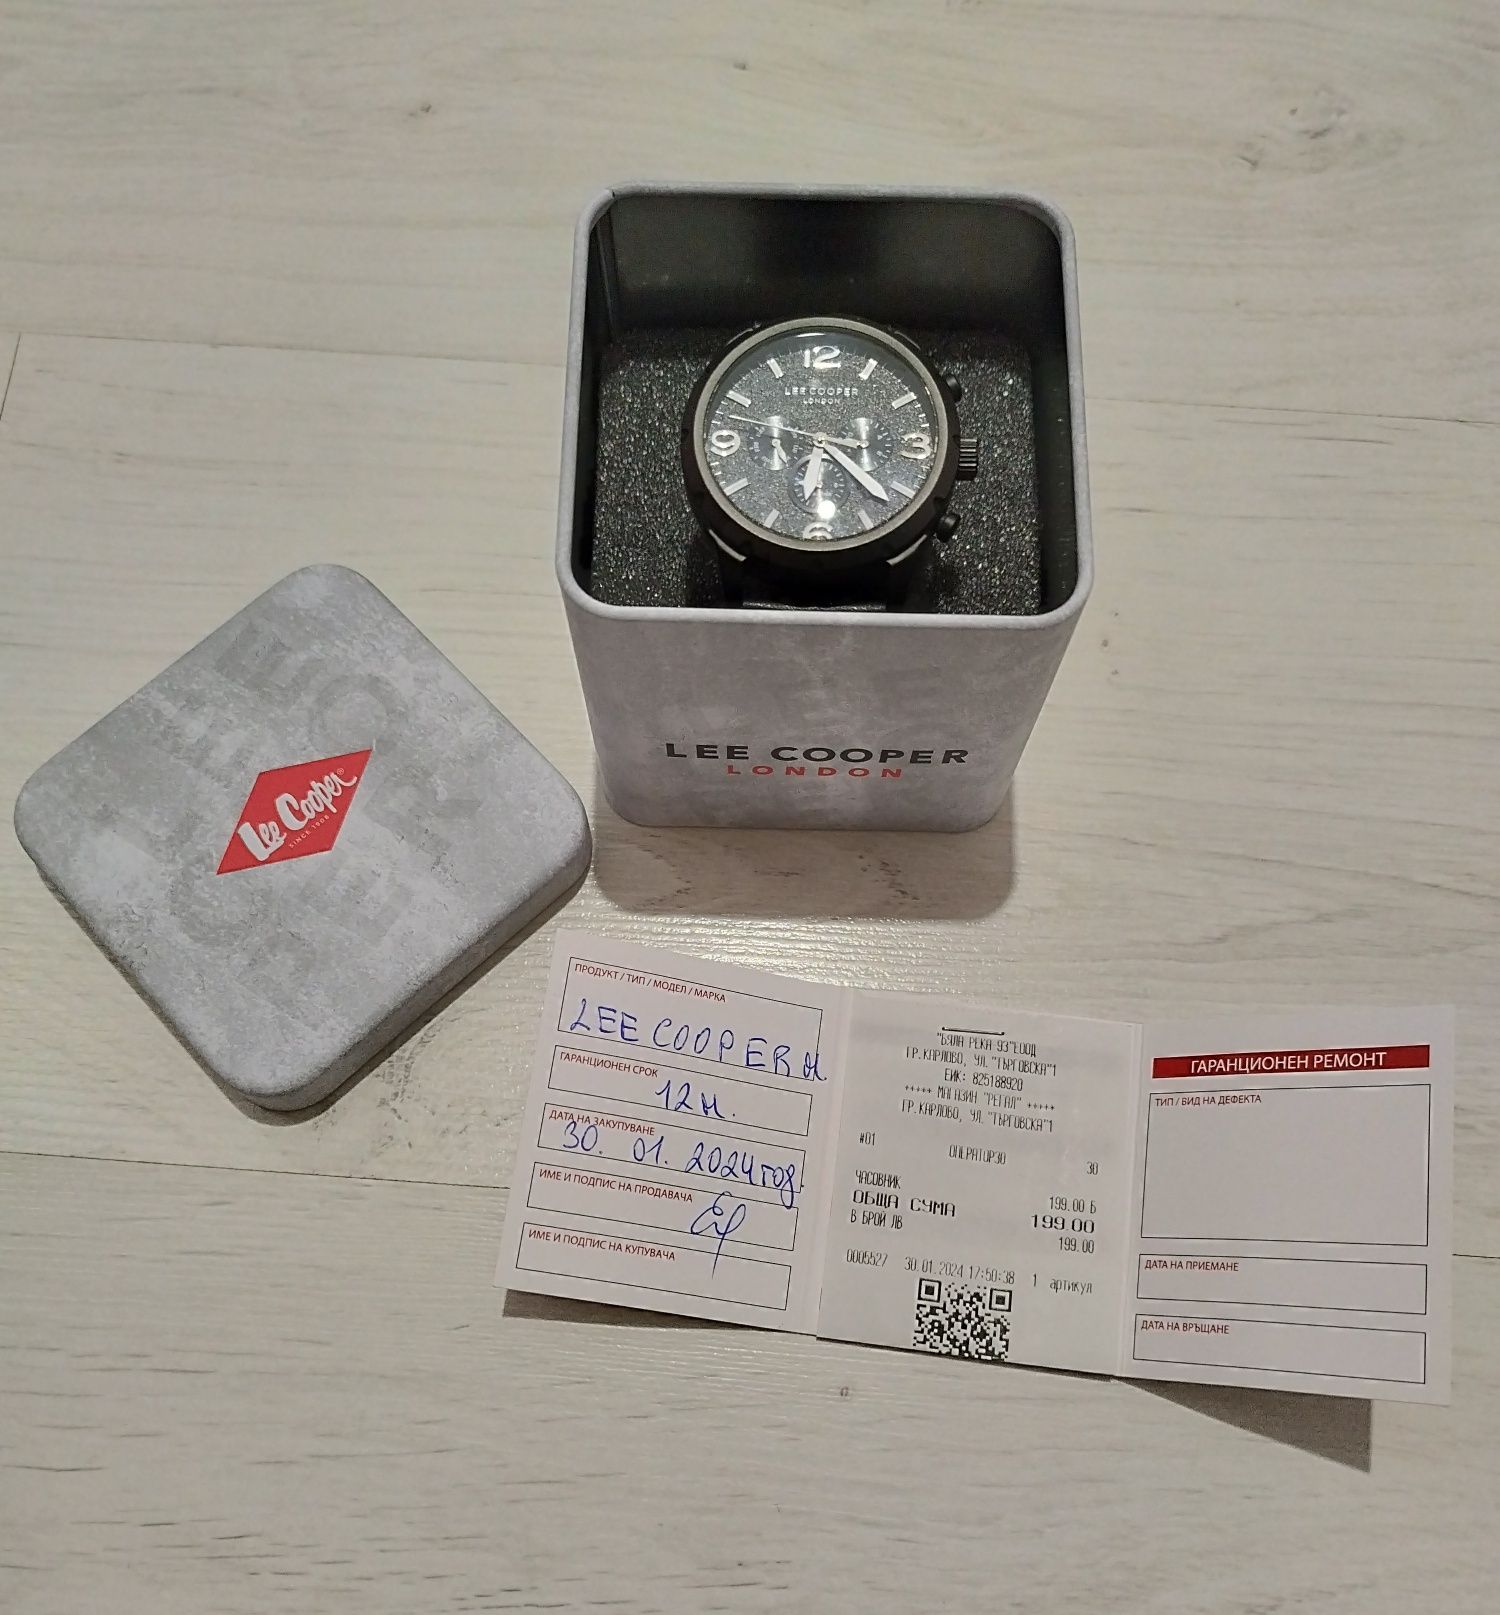 12
LEE COOPER
LONDON
9
3
6
LEE COOPER
LONDON
Lee Cooper®
SINCE 1908
ПРОДУКТ / ТИП / МОДЕЛ / МАРКА
LEE COOPER м.
ГАРАНЦИОНЕН СРОК
12 м.
ДАТА НА ЗАКУПУВАНЕ
30. 01. 2024 год.
ИМЕ И ПОДПИС НА ПРОДАВАЧА
ИМЕ И ПОДПИС НА КУПУВАЧА
"БЯЛА РЕКА 93"ЕООД
ГР.КАРЛОВО, УЛ."ТЪРГОВСКА"1
ЕИК: 825188920
+++++ МАГАЗИН "РЕГАЛ" +++++
ГР.КАРЛОВО, УЛ."ТЪРГОВСКА"1
#01 ОПЕРАТОР30 30
ЧАСОВНИК 199.00 Б
ОБЩА СУМА 199.00
В БРОЙ ЛВ 199.00
0005527 30.01.2024 17:50:38 1 артикул
ГАРАНЦИОНЕН РЕМОНТ
ТИП / ВИД НА ДЕФЕКТА
ДАТА НА ПРИЕМАНЕ
ДАТА НА ВРЪЩАНЕ